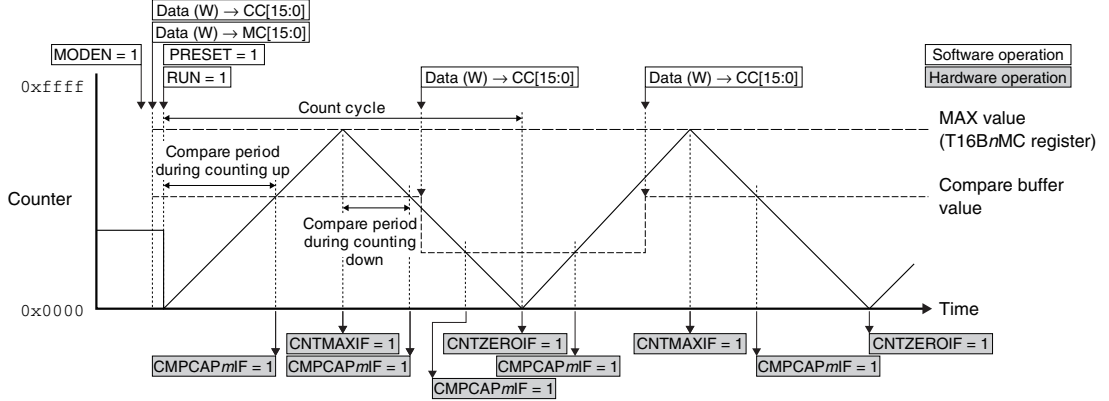 Data (W) → CC[15:0]
Data (W) → MC[15:0]
MODEN = 1
PRESET = 1
RUN = 1
Software operation
Hardware operation
Data (W) → CC[15:0]
Data (W) → CC[15:0]
0xffff
Count cycle
MAX value
(T16BnMC register)
Compare period
during counting up
Counter
Compare buffer
value
Compare period
during counting
down
0x0000
Time
CNTMAXIF = 1
CNTZEROIF = 1
CNTMAXIF = 1
CNTZEROIF = 1
CMPCAPmIF = 1
CMPCAPmIF = 1
CMPCAPmIF = 1
CMPCAPmIF = 1
CMPCAPmIF = 1